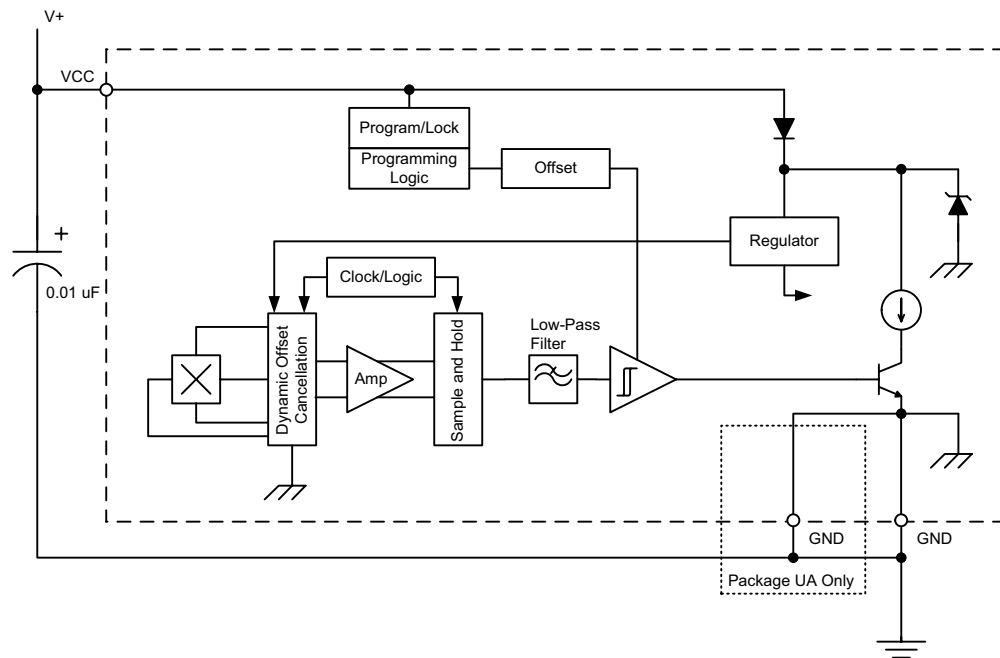 V+
VCC
Program/Lock
Programming
Logic
Offset
Regulator
+
Clock/Logic
0.01 uF
Low-Pass
Filter
Dynamic Offset
Cancellation
Amp
Sample and Hold
GND
GND
Package UA Only